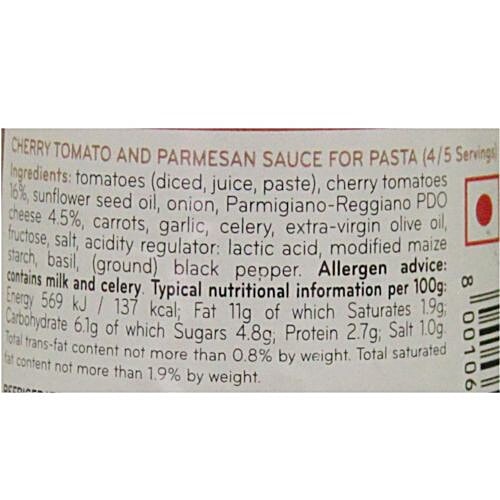 CHERRY TOMATO AND PARMESAN SAUCE FOR PASTA (4/5 Servings)
Ingredients: tomatoes (diced, juice, paste), cherry tomatoes
16%, sunflower seed oil, onion, Parmigiano-Reggiano PDO
cheese 4.5%, carrots, garlic, celery, extra-virgin olive oil,
fructose, salt, acidity regulator: lactic acid, modified maize
starch, basil, (ground) black pepper. Allergen advice:
contains milk and celery. Typical nutritional information per 100g:
Energy 569 kJ / 137 kcal; Fat 11g of which Saturates 1.9g;
Carbohydrate 6.1g of which Sugars 4.8g; Protein 2.7g; Salt 1.0g.
Total trans-fat content not more than 0.8% by weight. Total saturated
fat content not more than 1.9% by weight.
8 00106